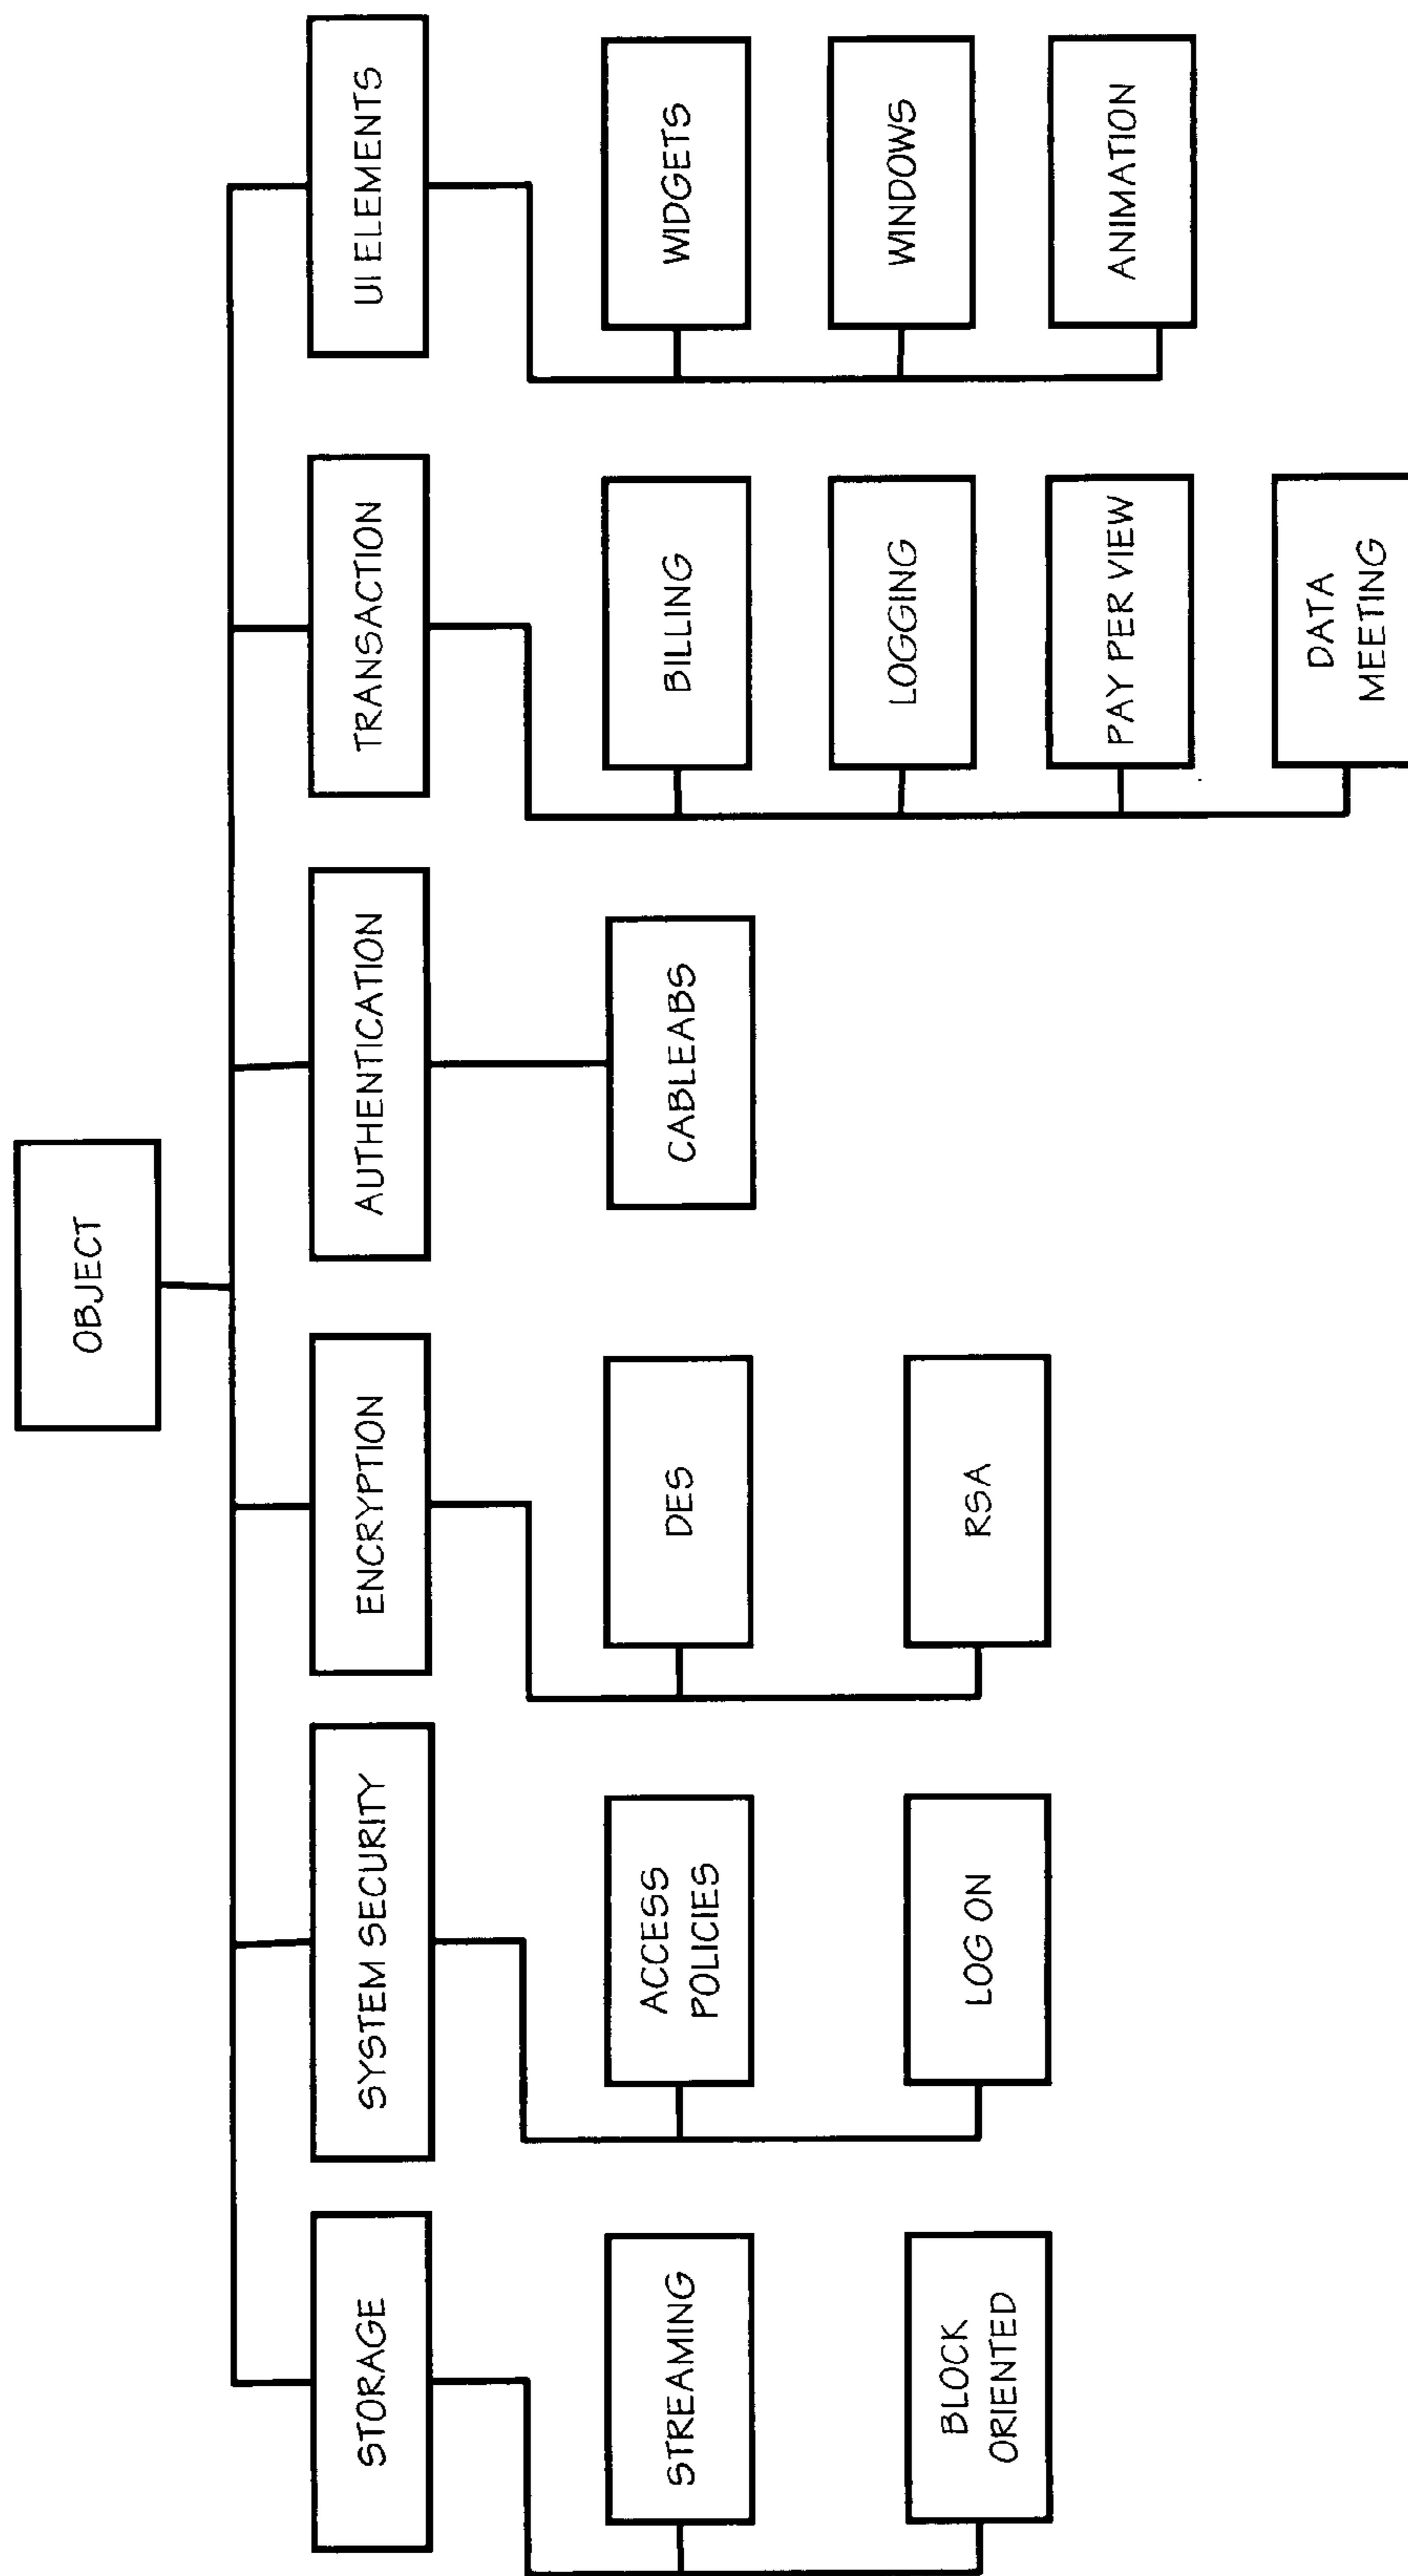 OBJECT
STORAGE
SYSTEM SECURITY
ENCRYPTION
AUTHENTICATION
TRANSACTION
UI ELEMENTS
STREAMING
BLOCK
ORIENTED
ACCESS
POLICIES
LOG ON
DES
RSA
CABLEABS
BILLING
LOGGING
PAY PER VIEW
DATA
MEETING
WIDGETS
WINDOWS
ANIMATION